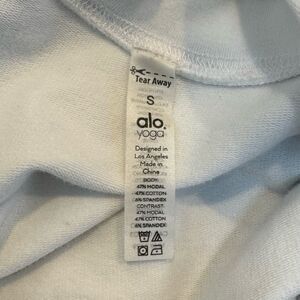 Tear Away
S
alo.
yoga
Designed in
Los Angeles
Made in
China
BODY:
47% MODAL
47% COTTON
6% SPANDEX
CONTRAST:
47% MODAL
47% COTTON
6% SPANDEX